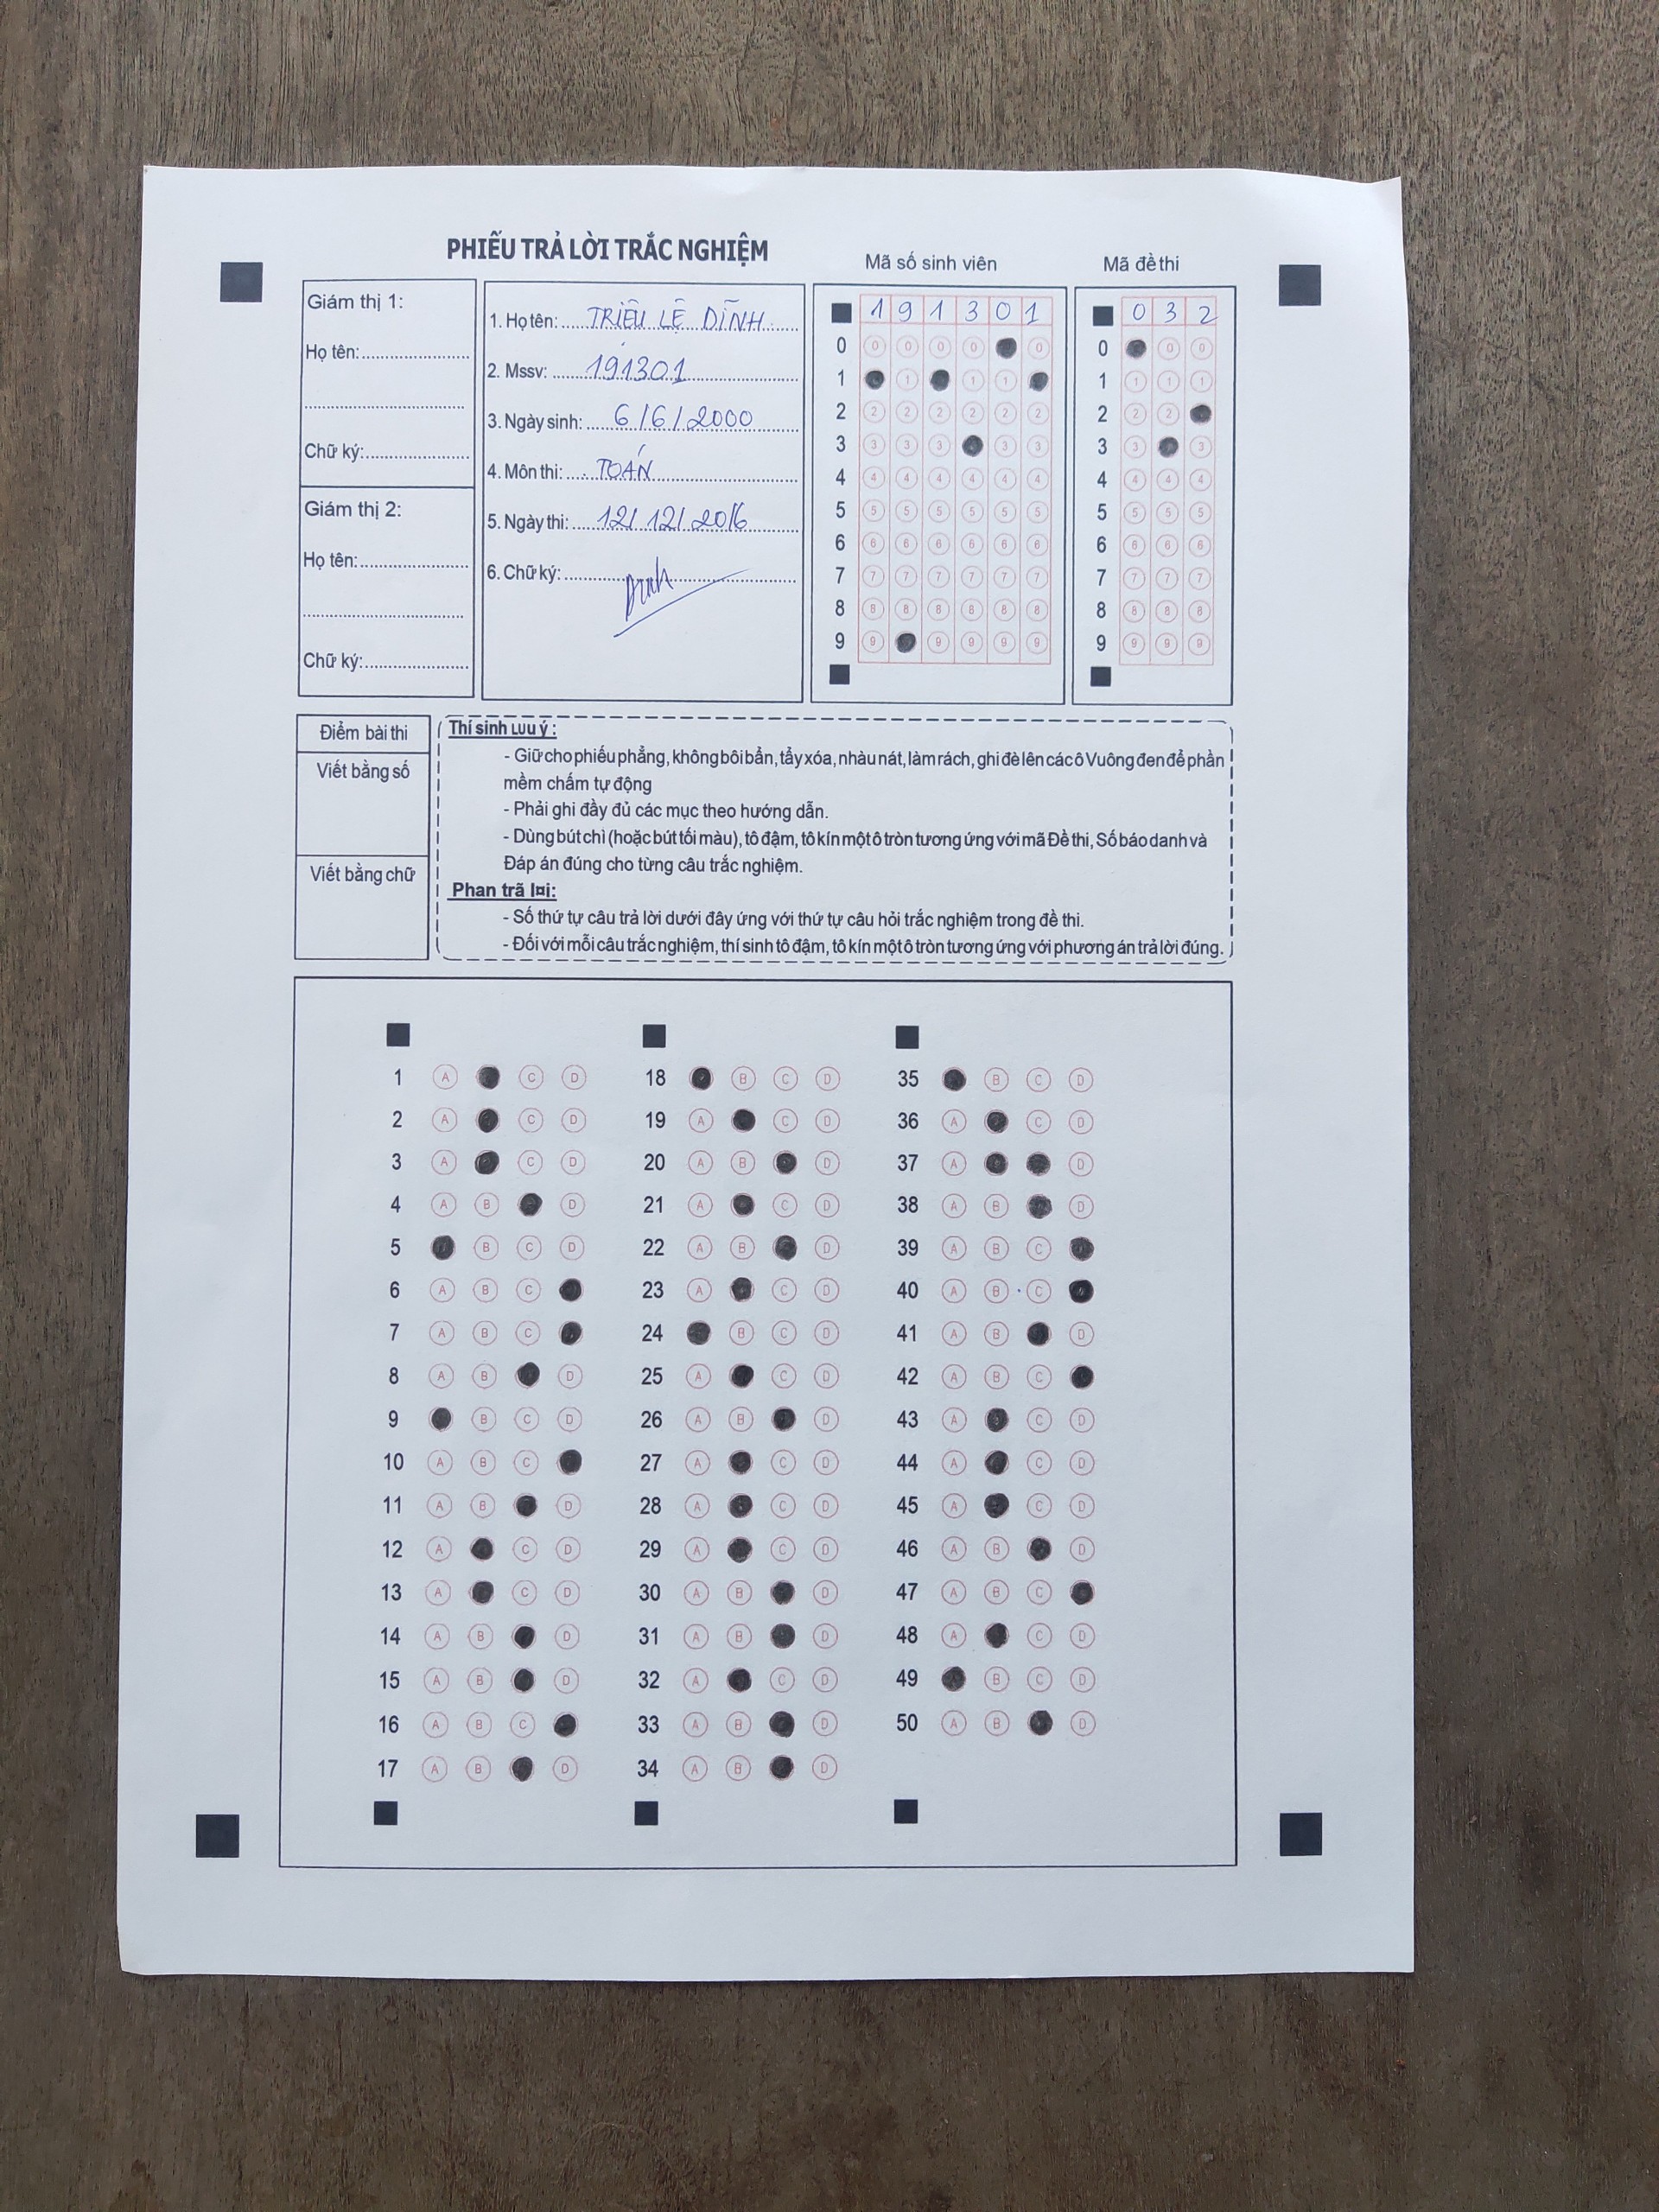 PHIẾU TRẢ LỜI TRẮC NGHIỆM
Mã số sinh viên
Mã đề thi
Giám thị 1:
Họ tên:
Chữ ký:
Giám thị 2:
Họ tên:
Chữ ký:
1. Họ tên: TRIỆU LỆ DĨNH
2. Mssv: 191301
3. Ngày sinh: 6/6/2000
4. Môn thi: TOÁN
5. Ngày thi: 12/12/2016
6. Chữ ký:
1 9 1 3 0 1
0 0 0 0 0
1 1 1 1
2 2 2 2 2 2 2
3 3 3 3 3 3
4 4 4 4 4 4 4
5 5 5 5 5 5 5
6 6 6 6 6 6 6
7 7 7 7 7 7 7
8 8 8 8 8 8 8
9 9 9 9 9 9
0 3 2
0 0 0
1 1 1 1
2 2 2
3 3 3
4 4 4 4
5 5 5 5
6 6 6 6
7 7 7 7
8 8 8 8
9 9 9 9
Điểm bài thi
Viết bằng số
Viết bằng chữ
Thí sinh Lưu ý :
- Giữ cho phiếu phẳng, không bôi bẩn, tẩy xóa, nhàu nát, làm rách, ghi đè lên các ô Vuông đen để phần
mềm chấm tự động
- Phải ghi đầy đủ các mục theo hướng dẫn.
- Dùng bút chì (hoặc bút tối màu), tô đậm, tô kín một ô tròn tương ứng với mã Đề thi, Số báo danh và
Đáp án đúng cho từng câu trắc nghiệm.
Phan trã l¤i:
- Số thứ tự câu trả lời dưới đây ứng với thứ tự câu hỏi trắc nghiệm trong đề thi.
- Đối với mỗi câu trắc nghiệm, thí sinh tô đậm, tô kín một ô tròn tương ứng với phương án trả lời đúng.
1 A C D
2 A C D
3 A C D
4 A B D
5 B C D
6 A B C
7 A B C
8 A B D
9 B C D
10 A B C
11 A B D
12 A C D
13 A C D
14 A B D
15 A B D
16 A B C
17 A B D
18 B C D
19 A C D
20 A B D
21 A C D
22 A B D
23 A C D
24 B C D
25 A C D
26 A B D
27 A C D
28 A C D
29 A C D
30 A B D
31 A B D
32 A C D
33 A B D
34 A B D
35 B C D
36 A C D
37 A D
38 A B D
39 A B C
40 A B C
41 A B D
42 A B C
43 A C D
44 A C D
45 A C D
46 A B D
47 A B C
48 A C D
49 B C D
50 A B D